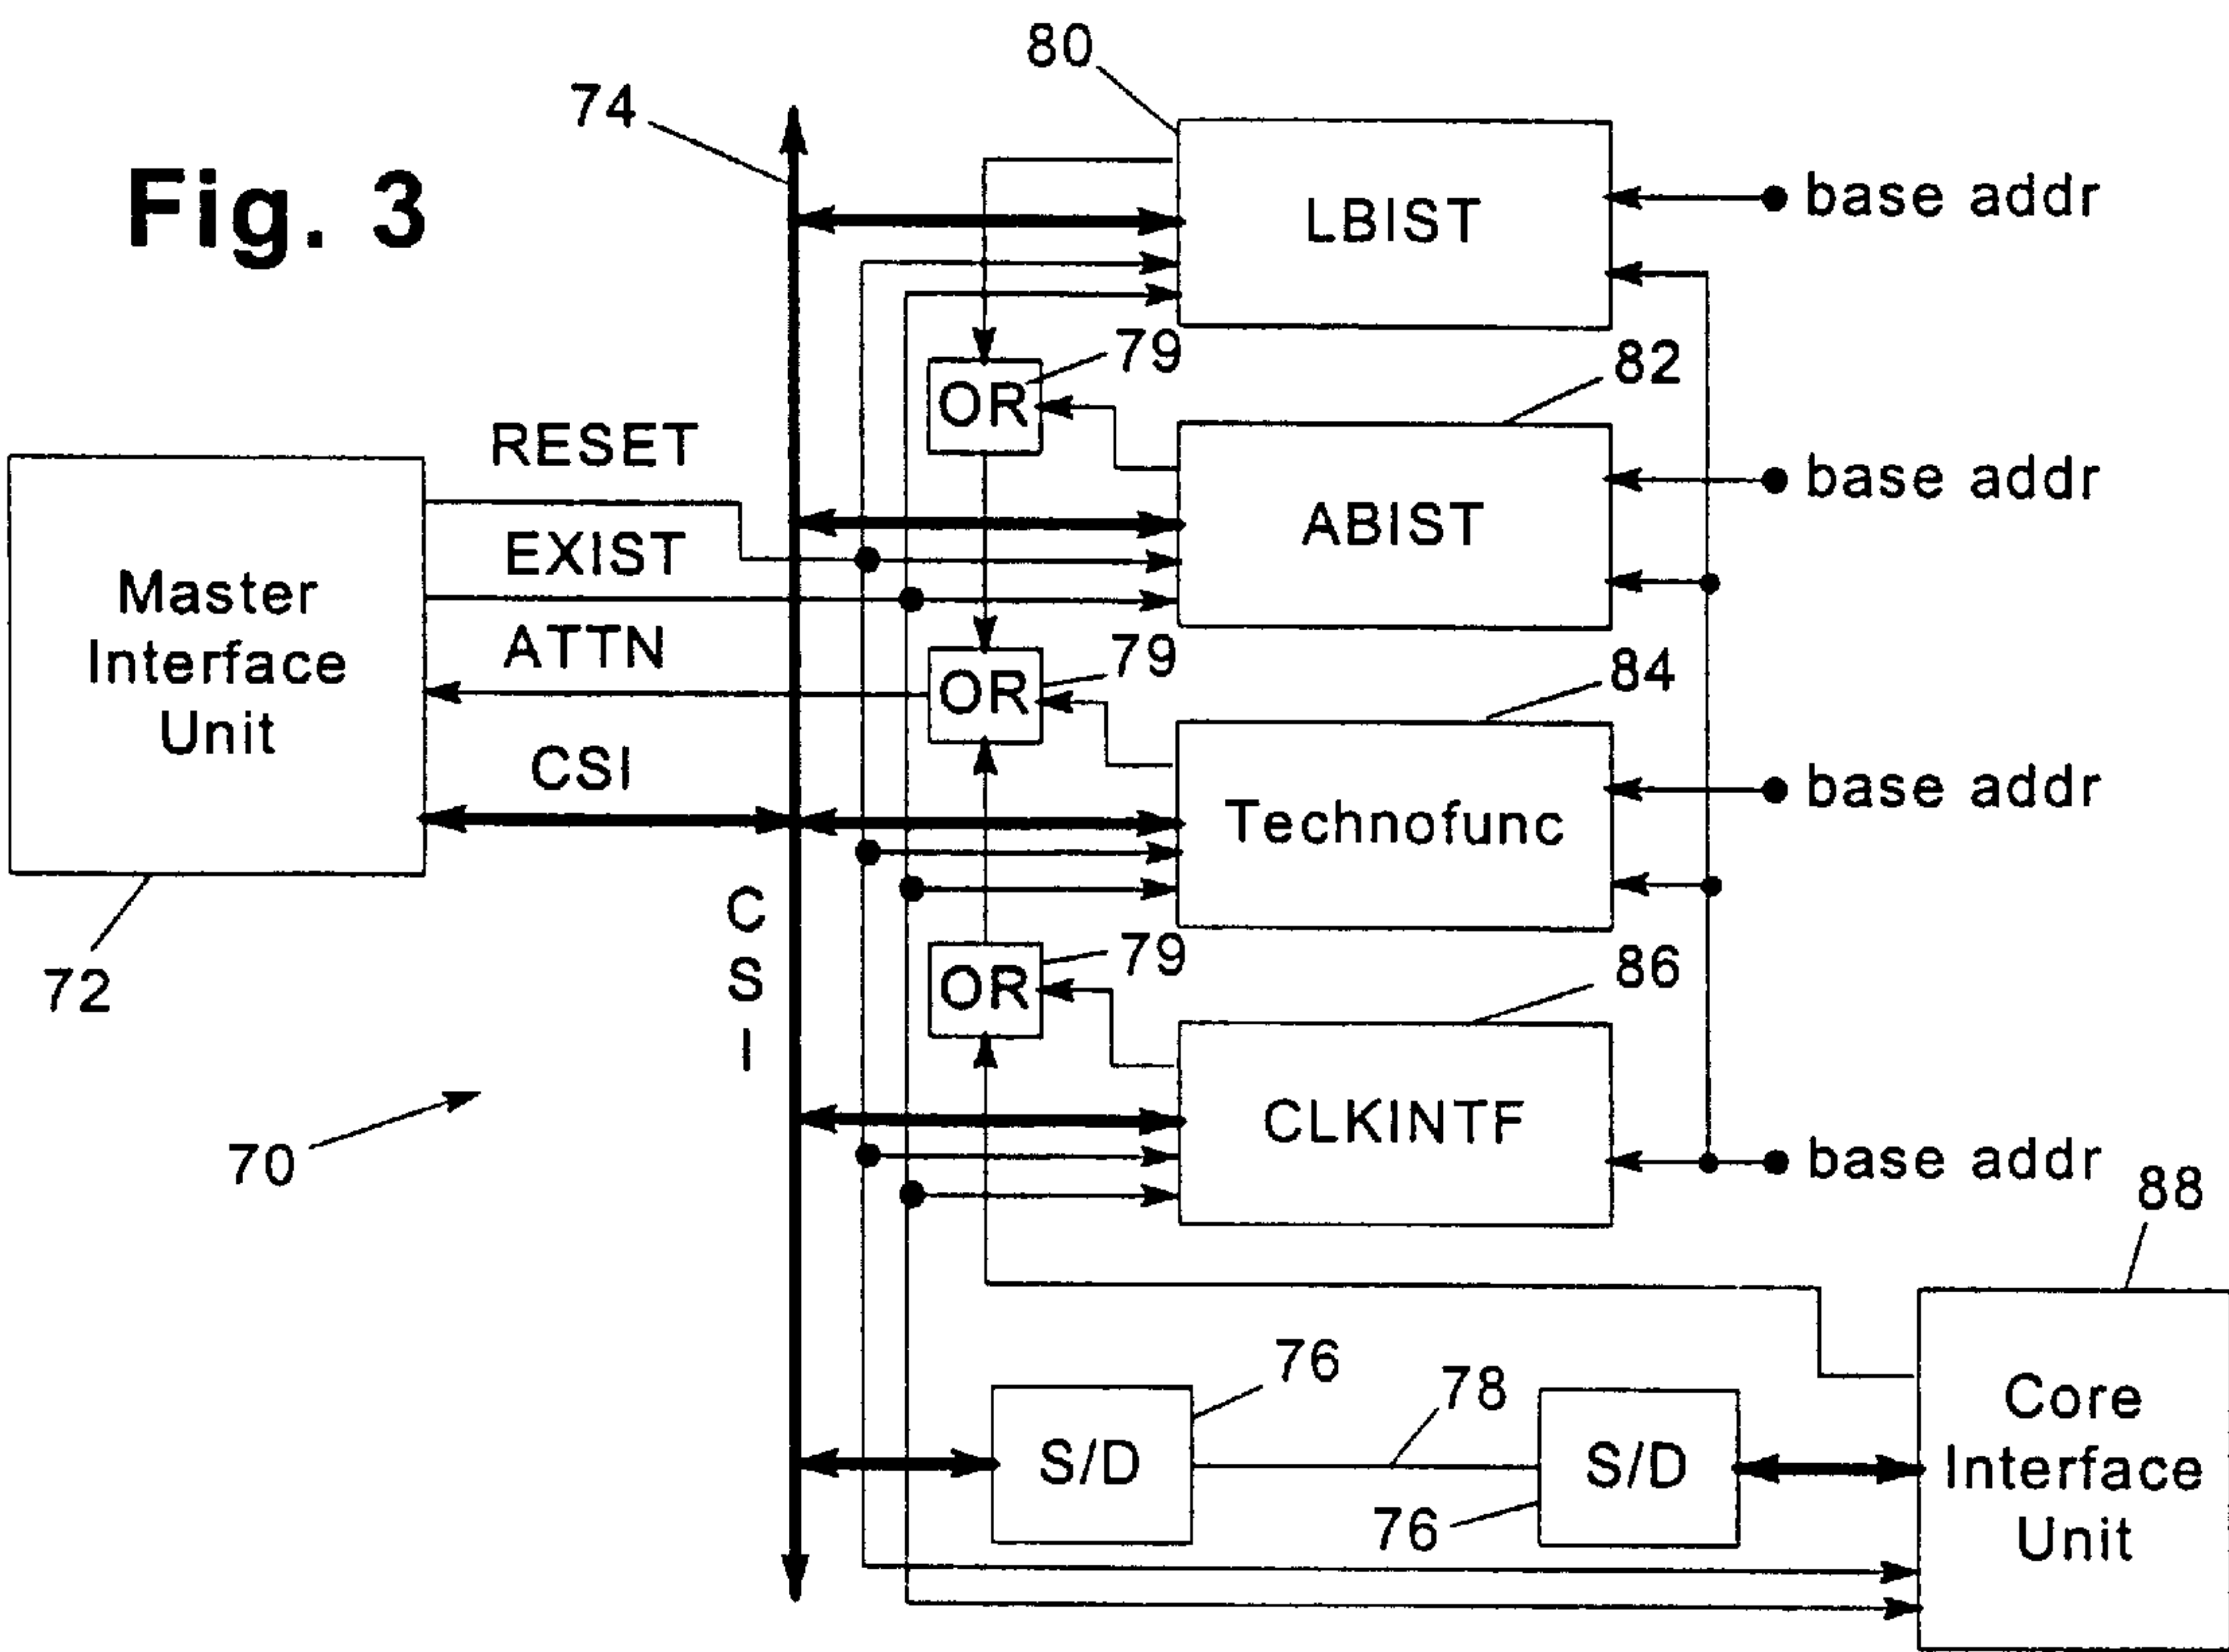 Fig. 3
80
74
LBIST
base addr
79
OR
82
RESET
base addr
ABIST
EXIST
Master
Interface
Unit
ATTN
79
OR
84
CSI
base addr
Technofunc
C
S
I
79
OR
86
72
CLKINTF
base addr
70
88
76
78
S/D
S/D
76
Core
Interface
Unit